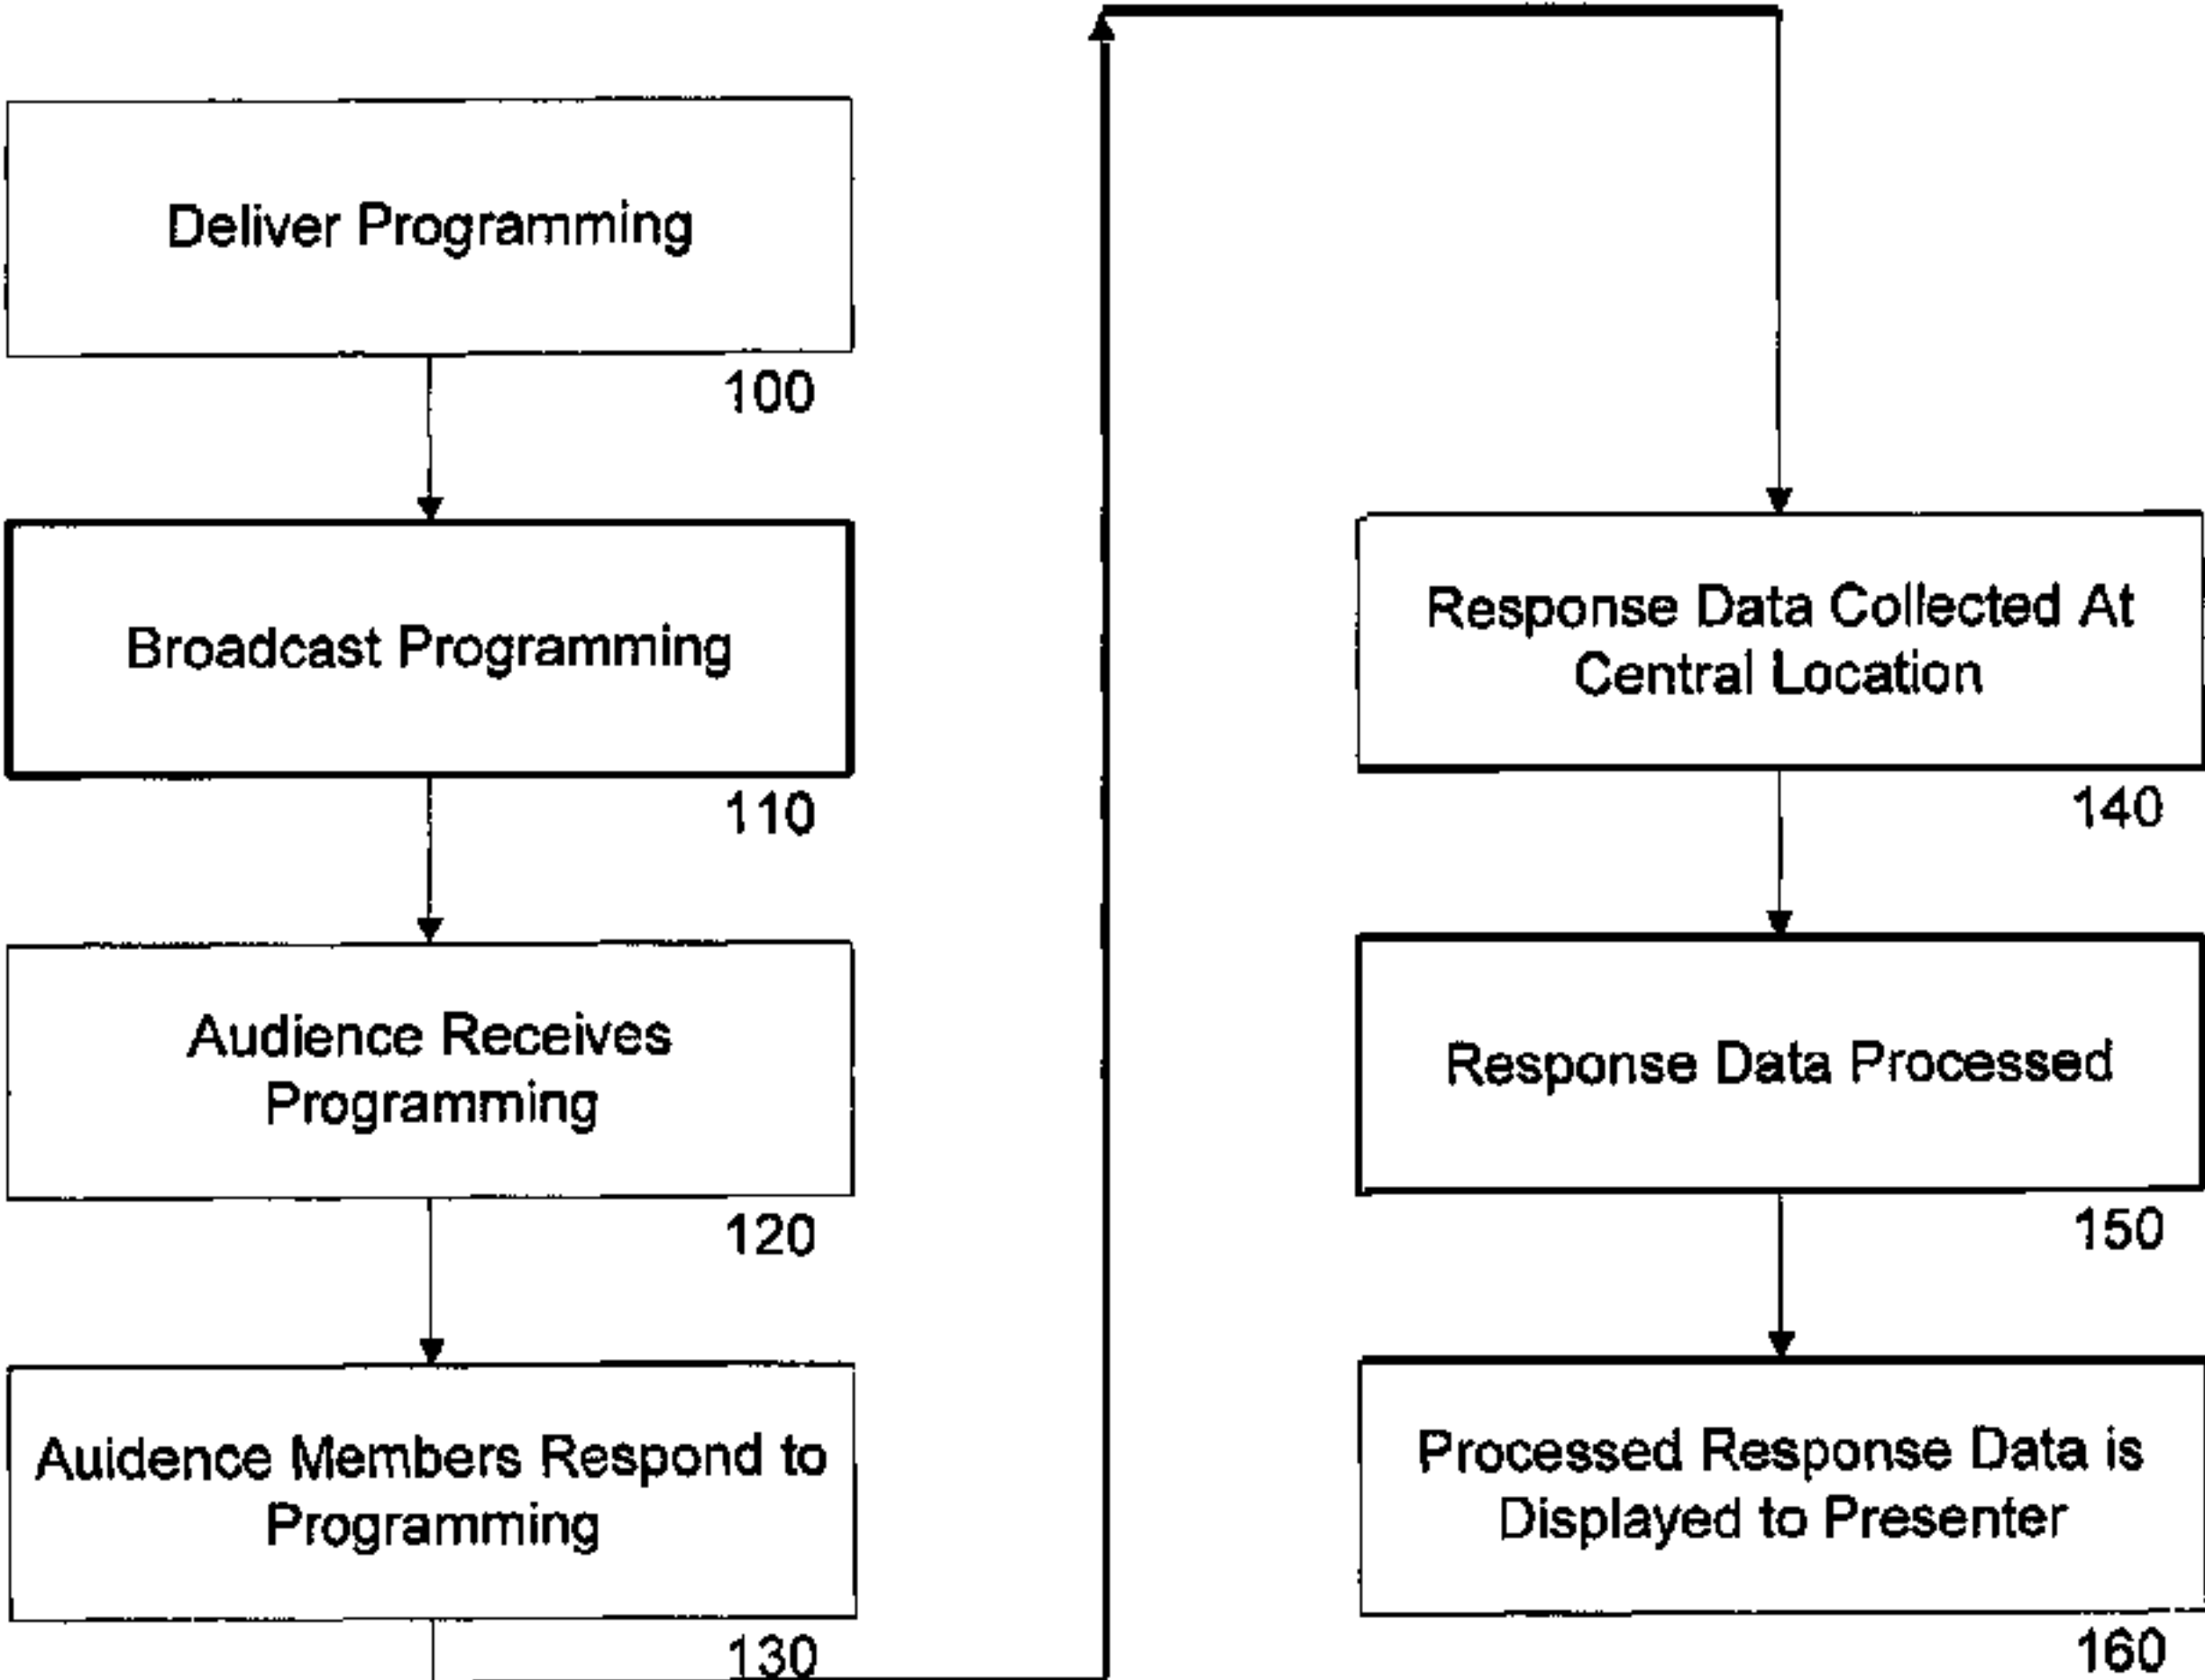 Deliver Programming
100
Broadcast Programming
110
Audience Receives
Programming
120
Auidence Members Respond to
Programming
130
Response Data Collected At
Central Location
140
Response Data Processed
150
Processed Response Data is
Displayed to Presenter
160